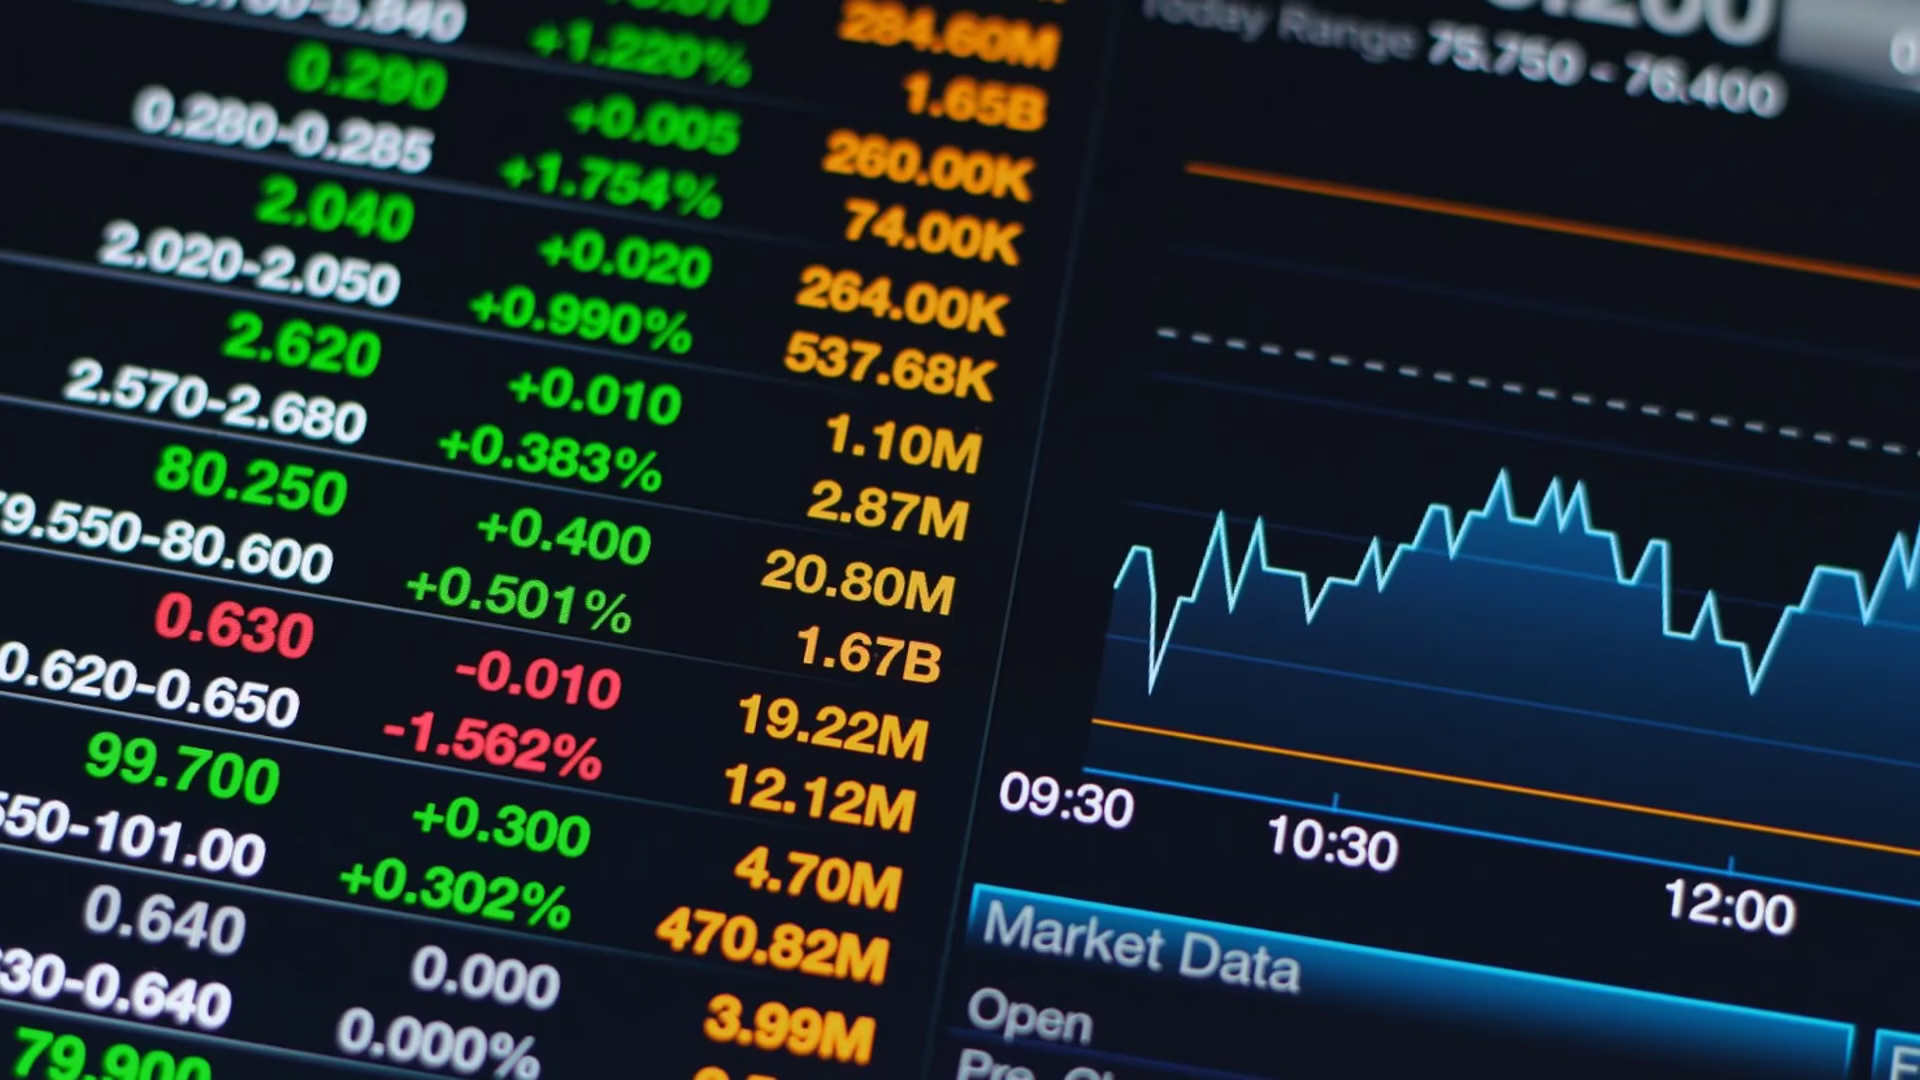 +1.220%
284.60M
1.65B
0.290
+0.005
260.00K
0.280-0.285
+1.754%
74.00K
2.040
+0.020
264.00K
2.020-2.050
+0.990%
537.68K
2.620
+0.010
1.10M
2.570-2.680
+0.383%
2.87M
80.250
+0.400
20.80M
9.550-80.600
+0.501%
1.67B
0.630
-0.010
19.22M
0.620-0.650
-1.562%
12.12M
99.700
+0.300
4.70M
550-101.00
+0.302%
470.82M
0.640
0.000
3.99M
30-0.640
0.000%
79.900
Today Range 75.750 - 76.400
09:30
10:30
12:00
Market Data
Open